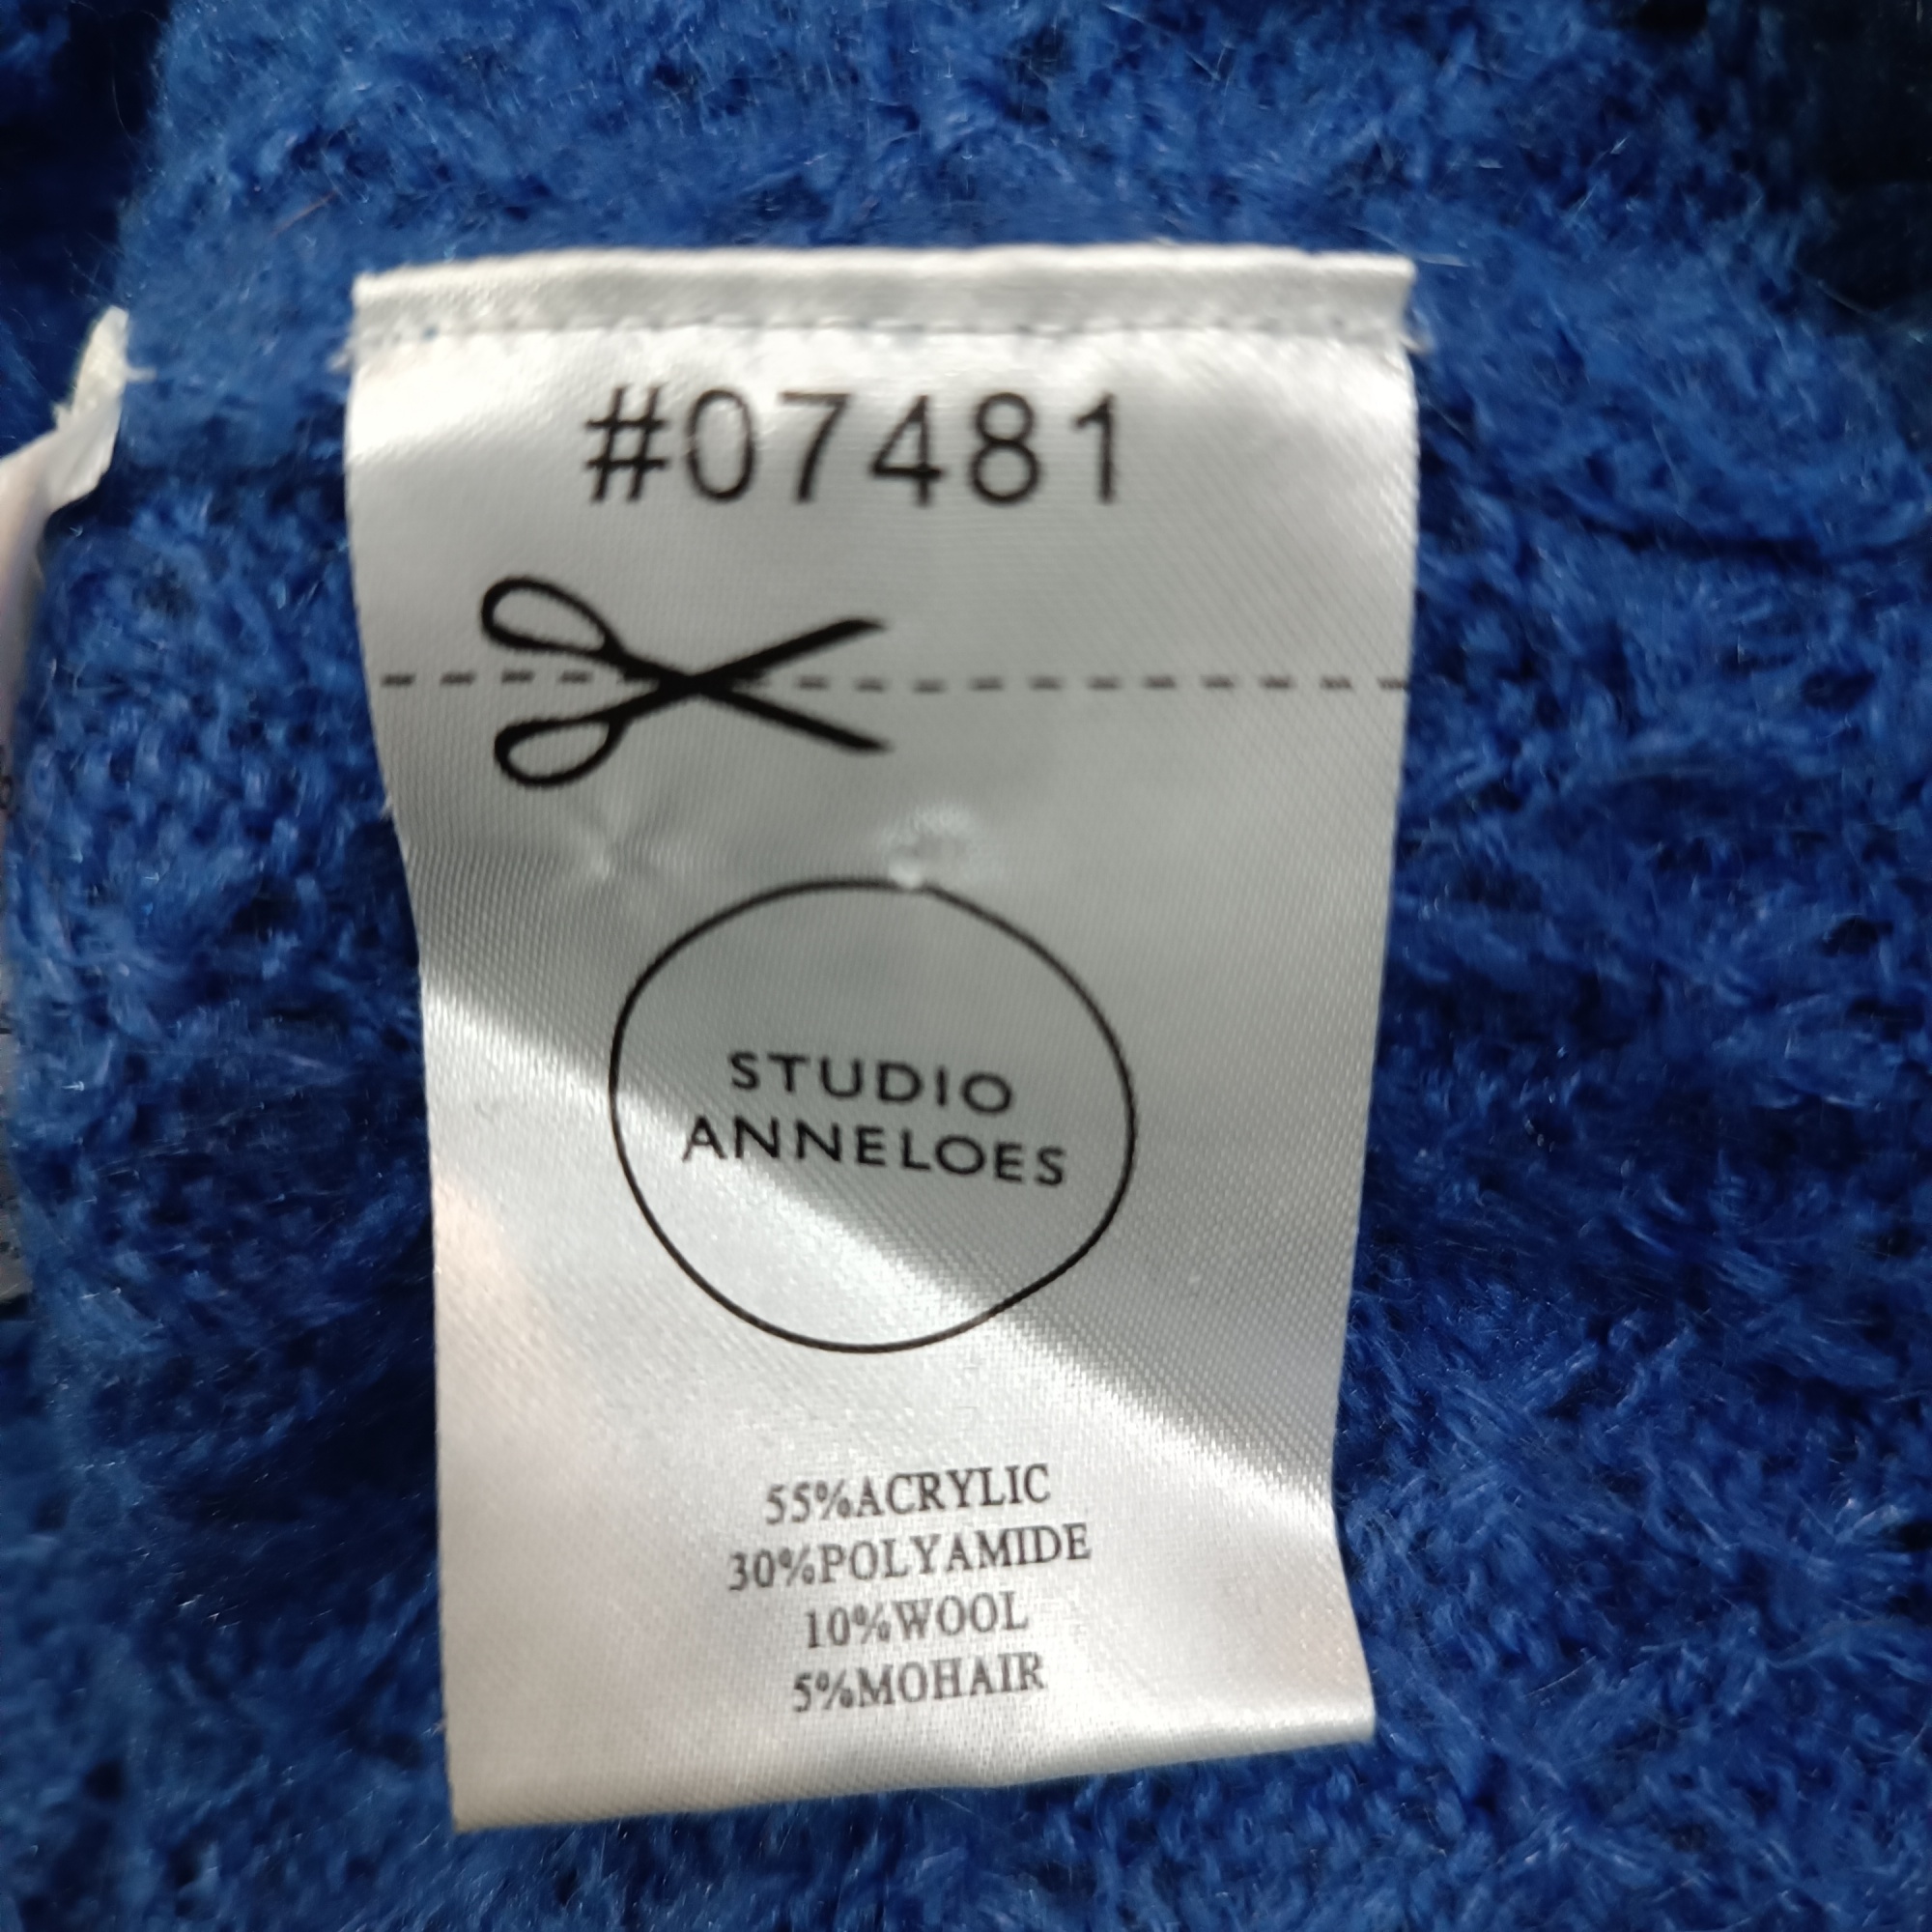 #07481
STUDIO
ANNELOES
55%ACRYLIC
30%POLYAMIDE
10%WOOL
5%MOHAIR